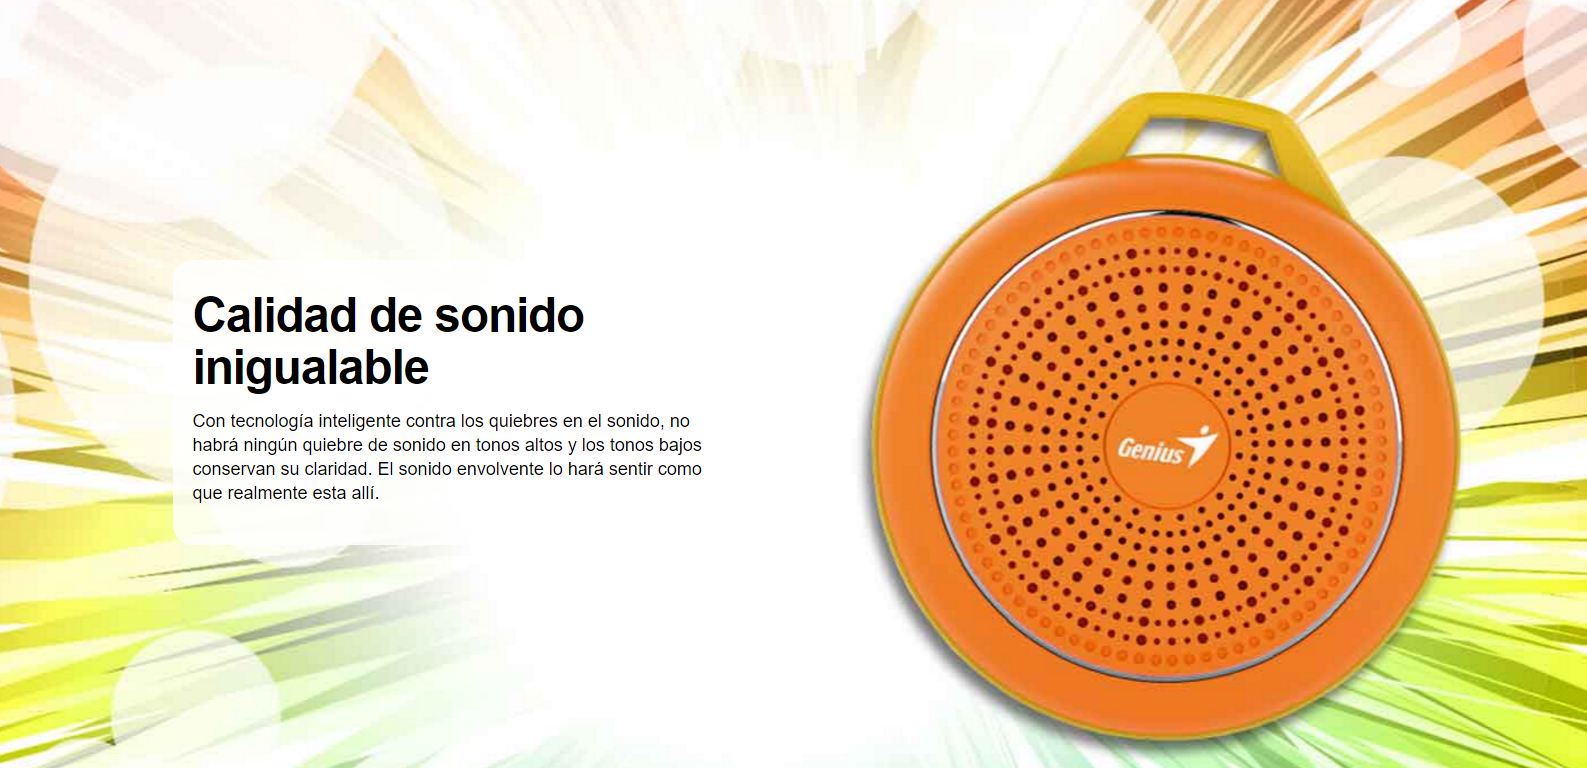 Calidad de sonido
inigualable
Con tecnología inteligente contra los quiebres en el sonido, no
habrá ningún quiebre de sonido en tonos altos y los tonos bajos
conservan su claridad. El sonido envolvente lo hará sentir como
que realmente esta allí.
Genius